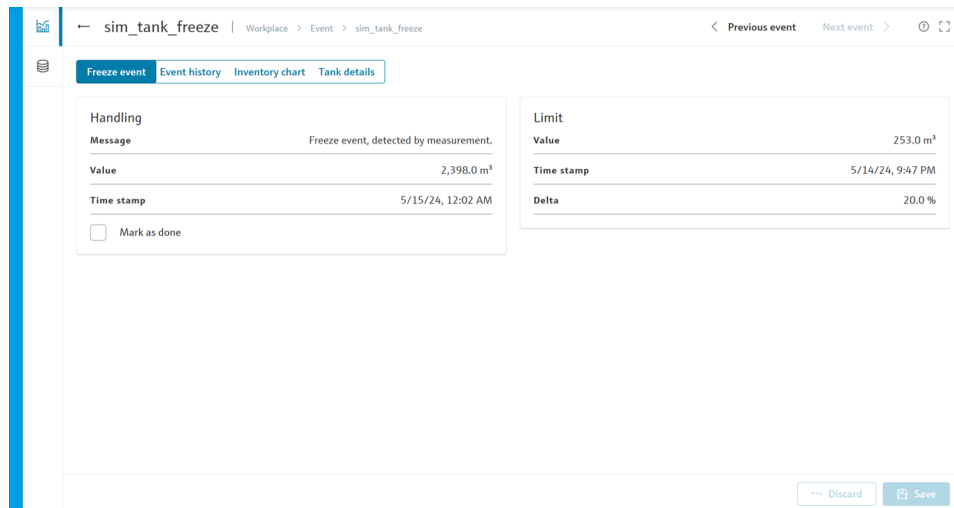 ← sim_tank_freeze | Workplace > Event > sim_tank_freeze < Previous event Next event >
Freeze event Event history Inventory chart Tank details
Handling
Message Freeze event, detected by measurement.
Value 2,398.0 m³
Time stamp 5/15/24, 12:02 AM
Mark as done
Limit
Value 253.0 m³
Time stamp 5/14/24, 9:47 PM
Delta 20.0 %
Discard Save